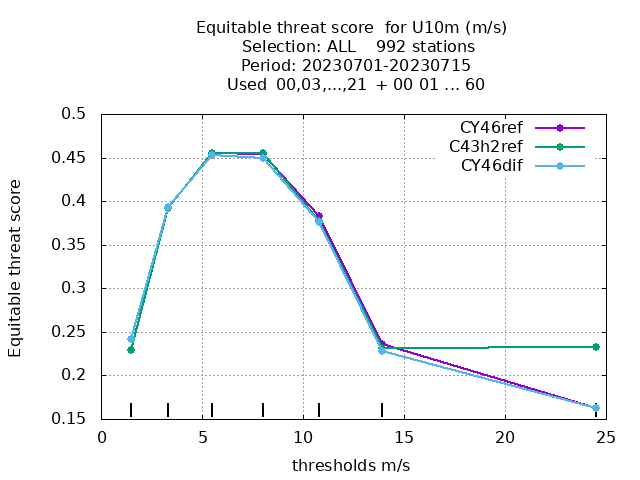 Equitable threat score  for U10m (m/s)
Selection: ALL    992 stations
Period: 20230701-20230715
Used  00,03,...,21  + 00 01 ... 60
CY46ref
C43h2ref
CY46dif
Equitable threat score
0.5
0.45
0.4
0.35
0.3
0.25
0.2
0.15
0 5 10 15 20 25
thresholds m/s